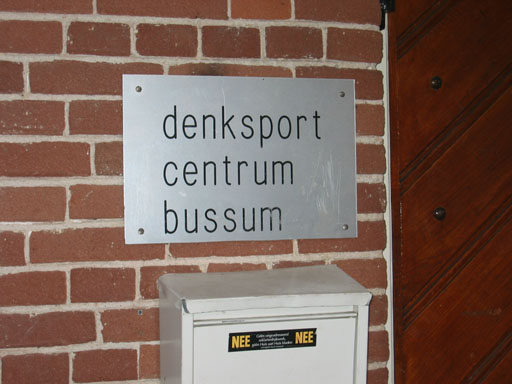 denksport
centrum
bussum
NEE
NEE